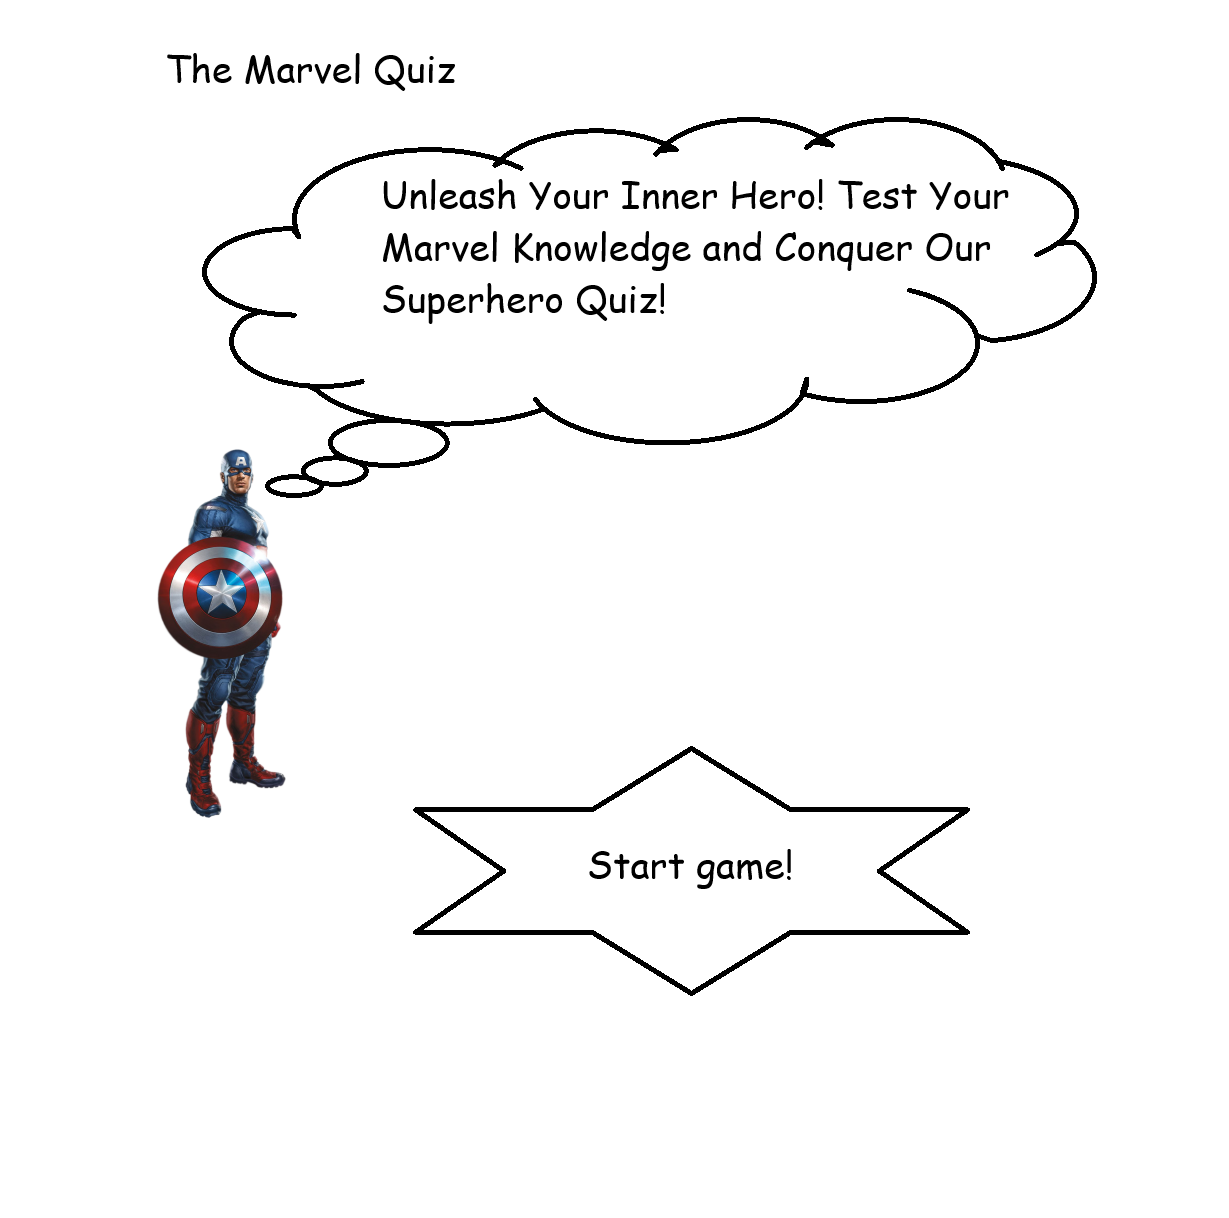 The Marvel Quiz
Unleash Your Inner Hero! Test Your
Marvel Knowledge and Conquer Our
Superhero Quiz!
Start game!